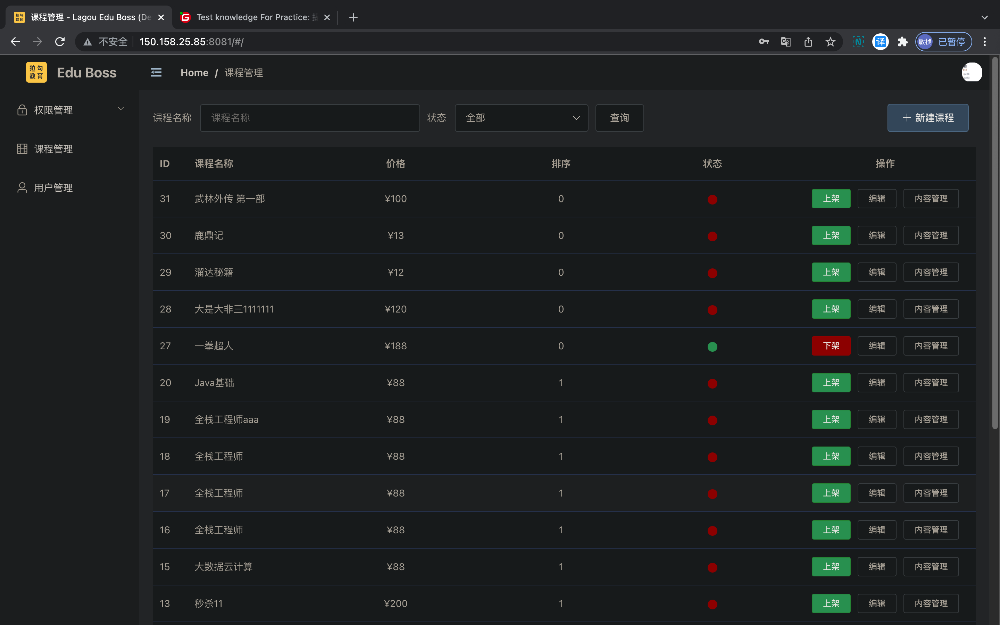 课程管理 - Lagou Edu Boss (De
Test knowledge For Practice:
不安全 150.158.25.85:8081/#/
译
敏桢 已暂停
拉勾
教育
Edu Boss
Home / 课程管理
权限管理
课程管理
用户管理
课程名称 课程名称 状态 全部 查询 新建课程
ID 课程名称 价格 排序 状态 操作
31 武林外传 第一部 ¥100 0 上架 编辑 内容管理
30 鹿鼎记 ¥13 0 上架 编辑 内容管理
29 溜达秘籍 ¥12 0 上架 编辑 内容管理
28 大是大非三1111111 ¥120 0 上架 编辑 内容管理
27 一拳超人 ¥188 0 下架 编辑 内容管理
20 Java基础 ¥88 1 上架 编辑 内容管理
19 全栈工程师aaa ¥88 1 上架 编辑 内容管理
18 全栈工程师 ¥88 1 上架 编辑 内容管理
17 全栈工程师 ¥88 1 上架 编辑 内容管理
16 全栈工程师 ¥88 1 上架 编辑 内容管理
15 大数据云计算 ¥88 1 上架 编辑 内容管理
13 秒杀11 ¥200 1 上架 编辑 内容管理